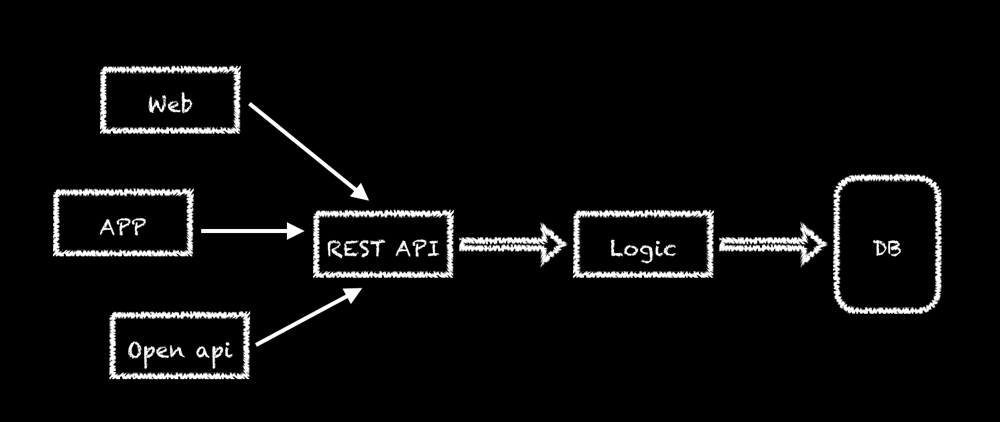 Web
APP
REST API
Logic
DB
Open api